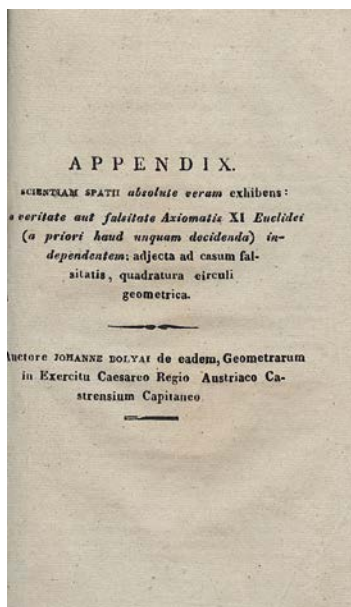 APPENDIX.
SCIENTIAM SPATII absolute veram exhibens:
a veritate aut falsitate Axiomatis XI Euclidei
(a priori haud unquam decidenda) in-
dependentem: adjecta ad casum fal-
sitatis, quadratura circuli
geometrica.
Auctore JOHANNE BOLYAI de eadem, Geometrarum
in Exercitu Caesareo Regio Austriaco Ca-
strensium Capitaneo